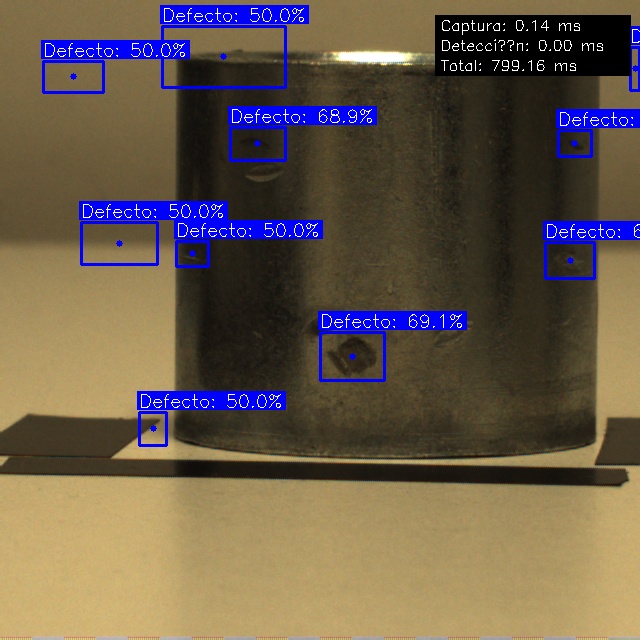 Defecto: 50.0%
Captura: 0.14 ms
Detecci??n: 0.00 ms
Total: 799.16 ms
Defecto: 50.0%
D
Defecto: 68.9%
Defecto:
Defecto: 50.0%
Defecto: 50.0%
Defecto: 6
Defecto: 69.1%
Defecto: 50.0%